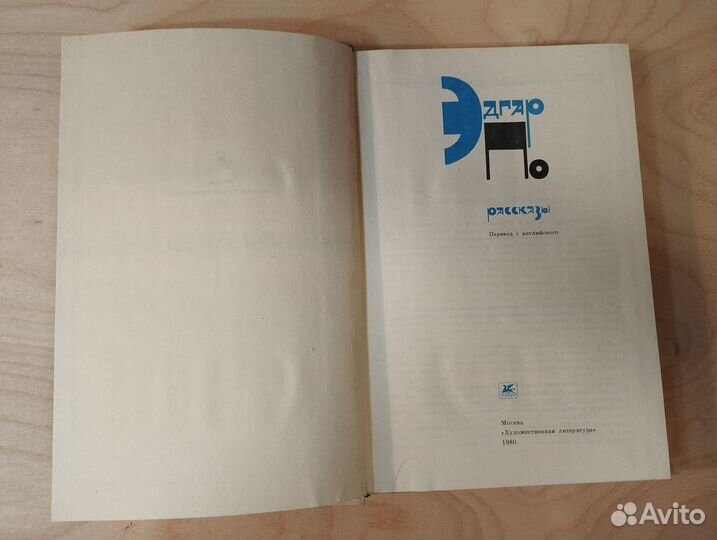 Эдгар
По
рассказы
Перевод с английского
Москва
«Художественная литература»
1980
Avito